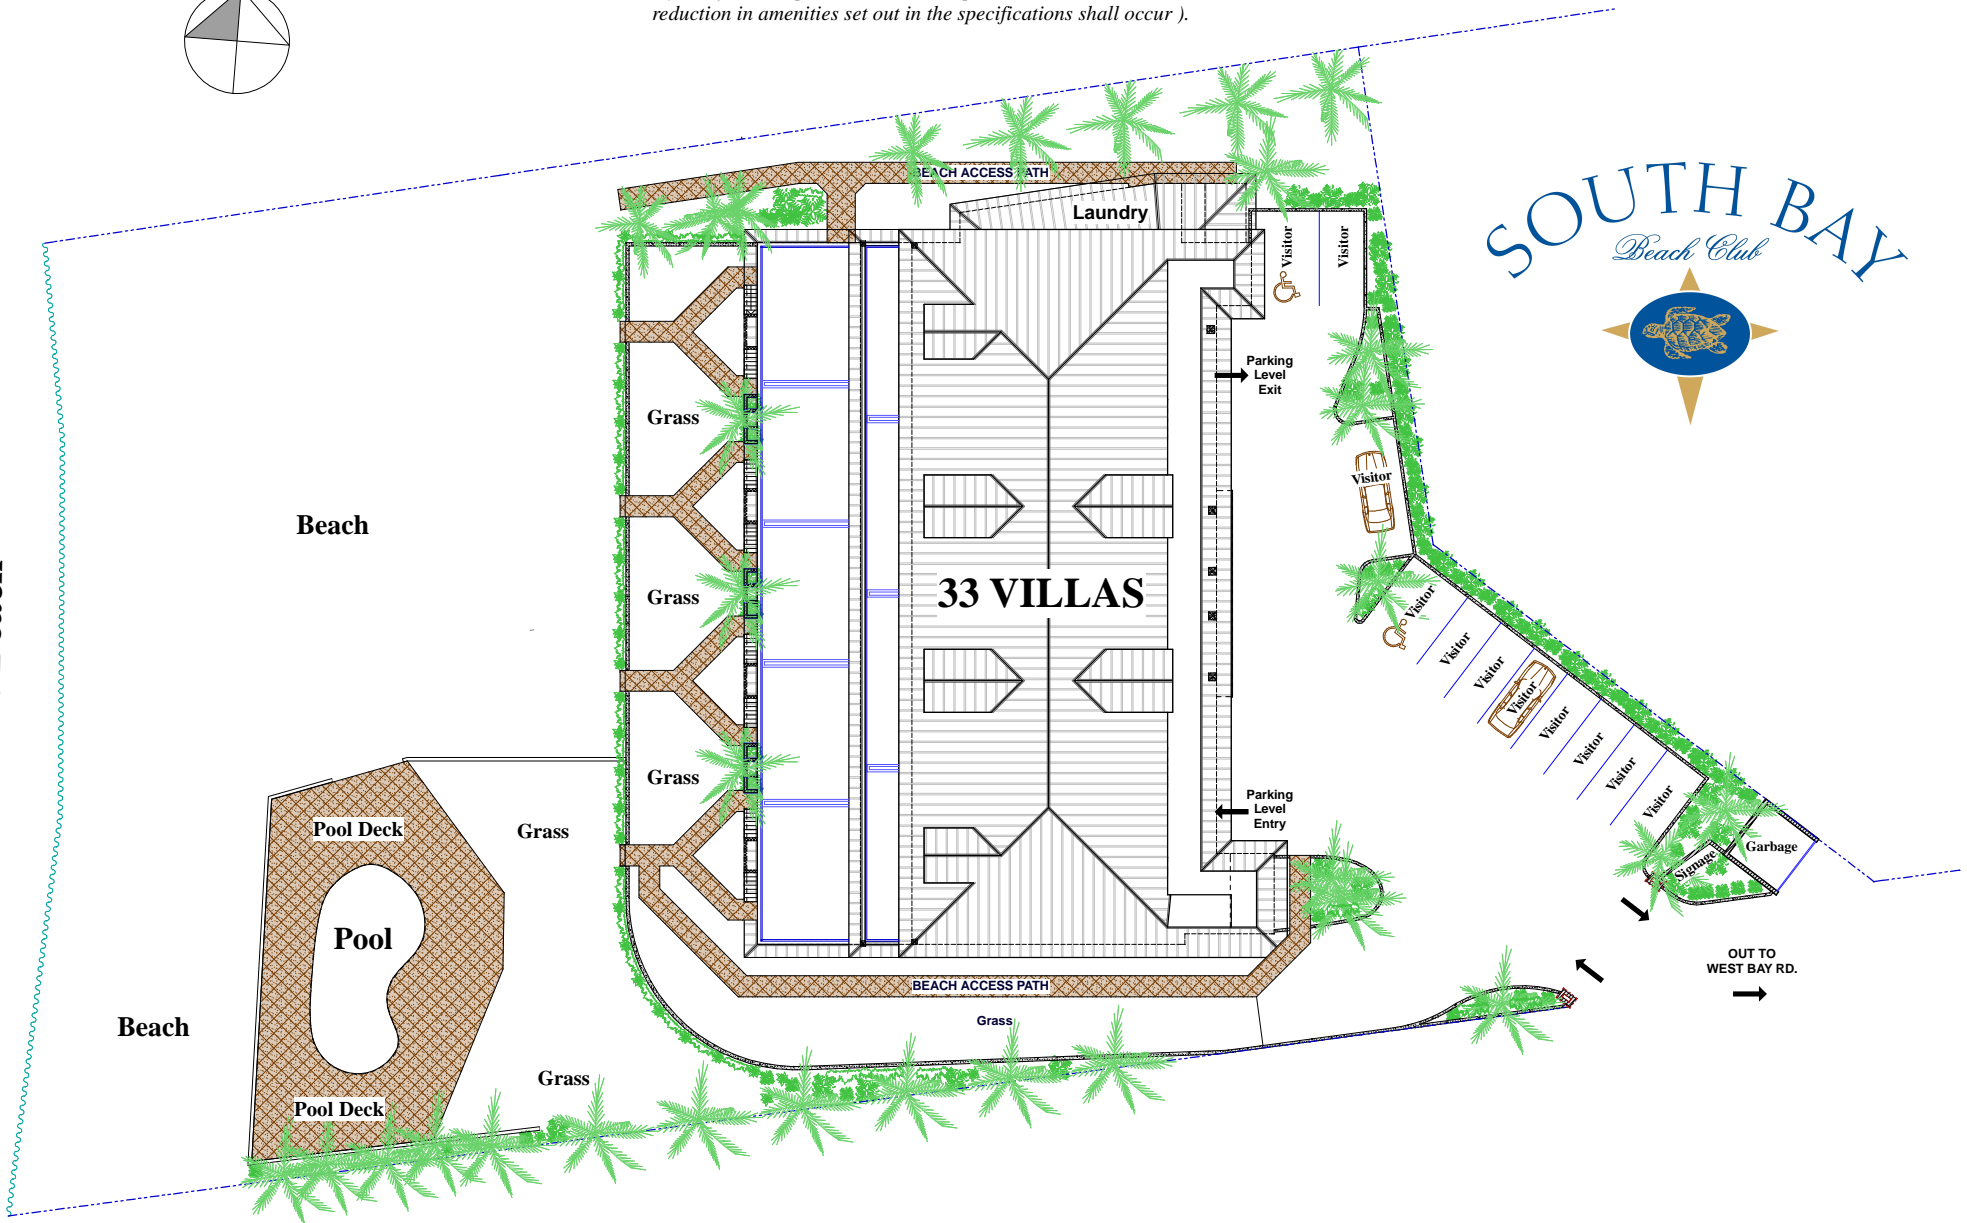 reduction in amenities set out in the specifications shall occur ).
BEACH ACCESS PATH
Laundry
SOUTH BAY
Beach Club
Visitor
Visitor
Parking
Level
Exit
Grass
Visitor
Beach
33 VILLAS
Grass
Visitor
Visitor
Visitor
Visitor
Visitor
Visitor
Visitor
Visitor
Grass
Parking
Level
Entry
Pool Deck
Grass
Garbage
Signage
Pool
OUT TO
WEST BAY RD.
BEACH ACCESS PATH
Grass
Beach
Grass
Pool Deck